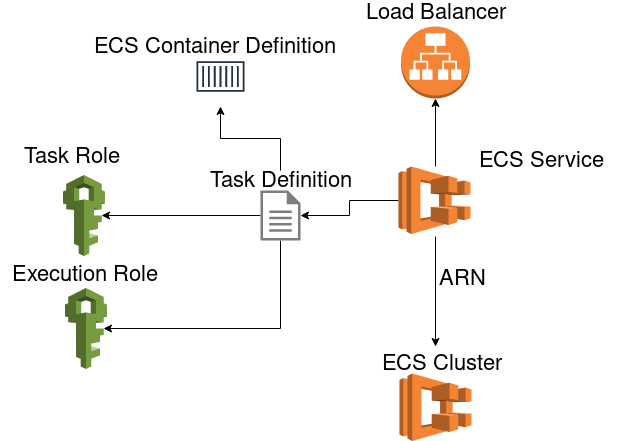 Load Balancer
ECS Container Definition
Task Role
ECS Service
Task Definition
Execution Role
ARN
ECS Cluster